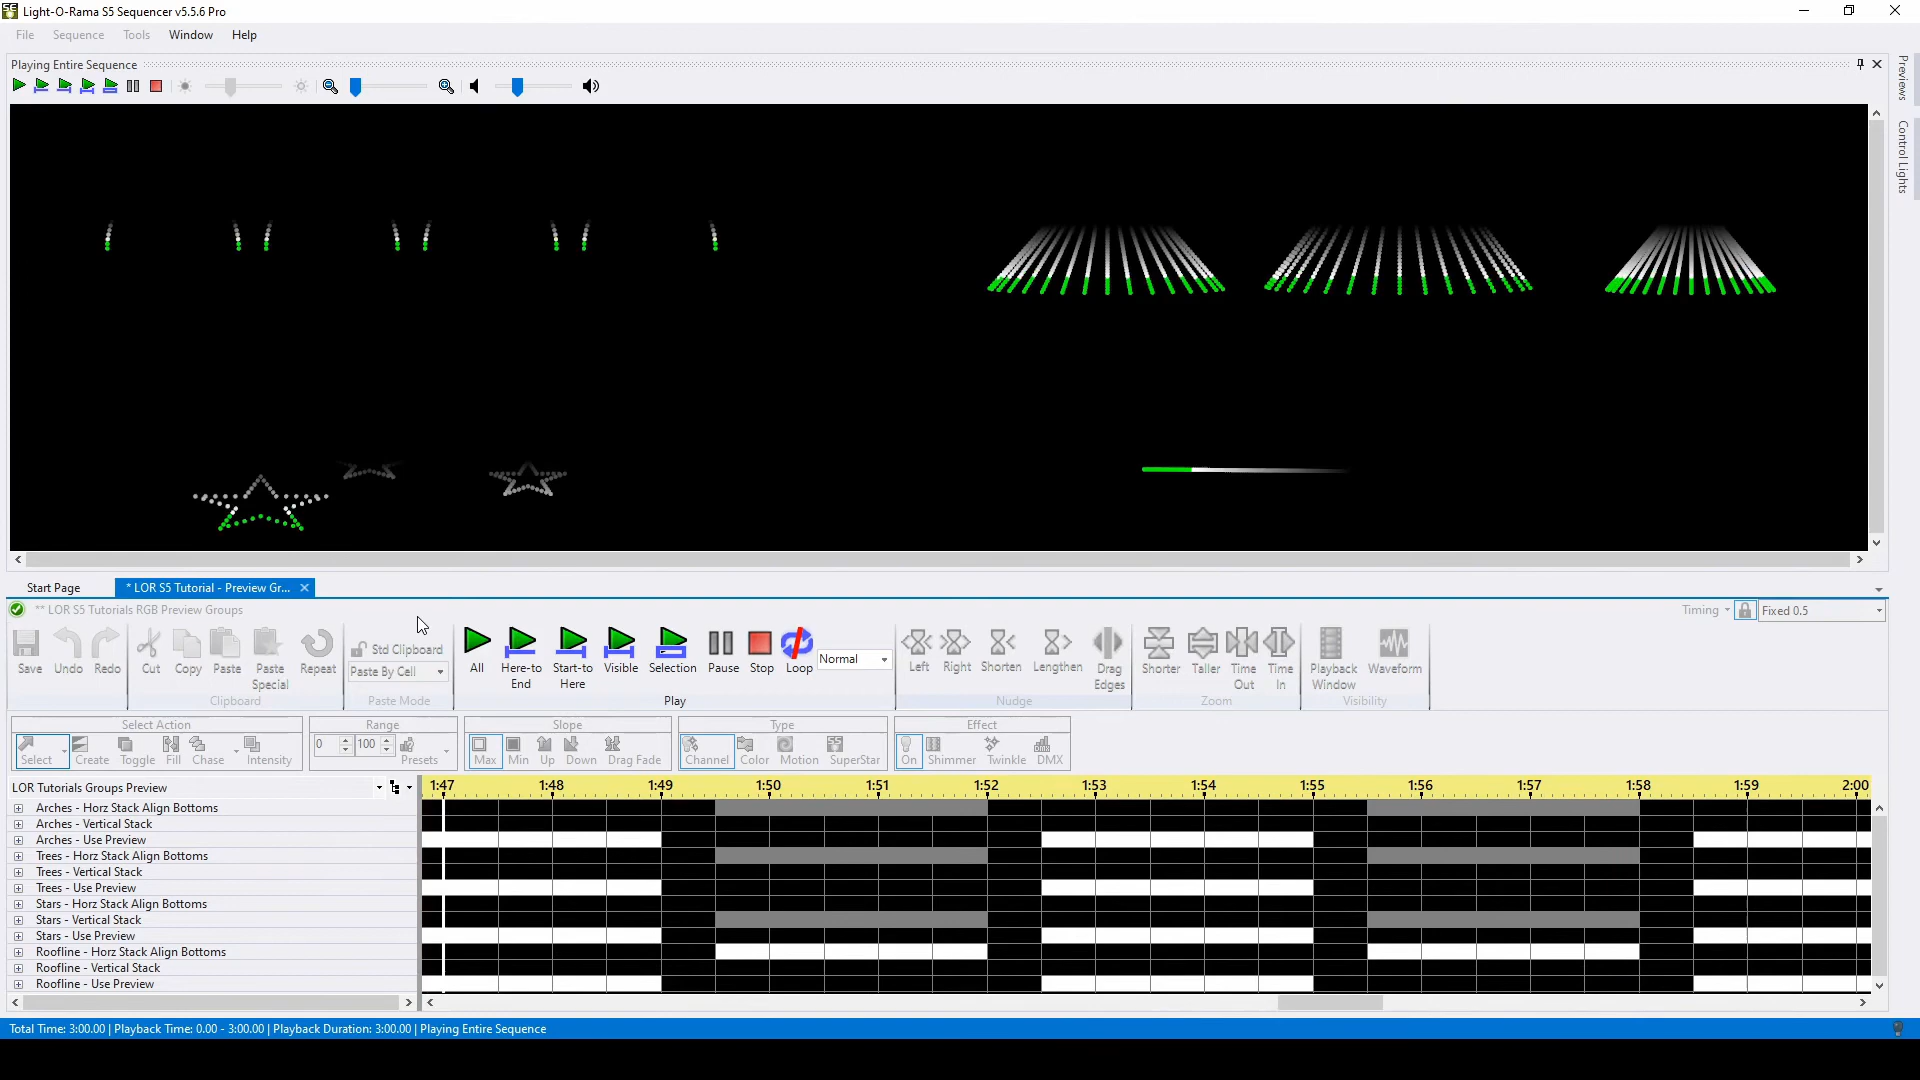 Light-O-Rama S5 Sequencer v5.5.6 Pro
File Sequence Tools Window Help
Playing Entire Sequence
Previews
Control Lights
Start Page
* LOR S5 Tutorial - Preview Gr...
** LOR S5 Tutorials RGB Preview Groups
Timing
Fixed 0.5
Save Undo Redo
Cut Copy Paste Paste Special Repeat
Clipboard
Std Clipboard
Paste By Cell
Paste Mode
All Here-to End Start-to Here Visible Selection Pause Stop Loop Normal
Play
Left Right Shorten Lengthen Drag Edges
Nudge
Shorter Taller Time Out Time In
Zoom
Playback Window Waveform
Visibility
Select Action
Select Create Toggle Fill Chase Intensity
Range
0 100 Presets
Slope
Max Min Up Down Drag Fade
Type
Channel Color Motion SuperStar
Effect
On Shimmer Twinkle DMX
LOR Tutorials Groups Preview
1:47 1:48 1:49 1:50 1:51 1:52 1:53 1:54 1:55 1:56 1:57 1:58 1:59 2:00
Arches - Horz Stack Align Bottoms
Arches - Vertical Stack
Arches - Use Preview
Trees - Horz Stack Align Bottoms
Trees - Vertical Stack
Trees - Use Preview
Stars - Horz Stack Align Bottoms
Stars - Vertical Stack
Stars - Use Preview
Roofline - Horz Stack Align Bottoms
Roofline - Vertical Stack
Roofline - Use Preview
Total Time: 3:00.00 | Playback Time: 0.00 - 3:00.00 | Playback Duration: 3:00.00 | Playing Entire Sequence